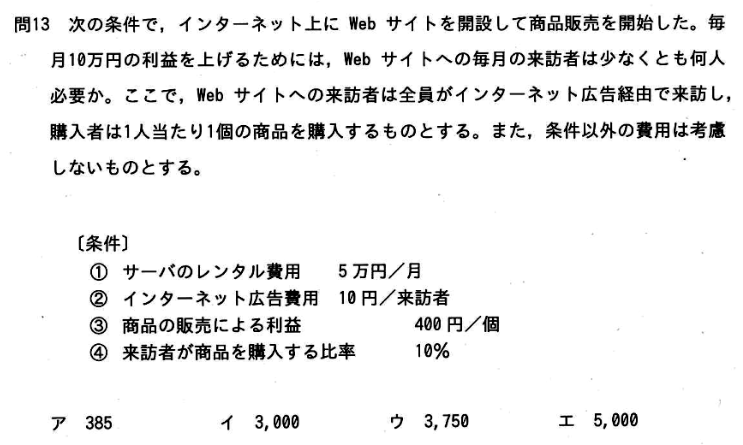 問13 次の条件で，インターネット上に Web サイトを開設して商品販売を開始した。毎
月10万円の利益を上げるためには，Web サイトへの毎月の来訪者は少なくとも何人
必要か。ここで，Web サイトへの来訪者は全員がインターネット広告経由で来訪し，
購入者は1人当たり1個の商品を購入するものとする。また，条件以外の費用は考慮
しないものとする。
〔条件〕
① サーバのレンタル費用 5万円／月
② インターネット広告費用 10円／来訪者
③ 商品の販売による利益 400円／個
④ 来訪者が商品を購入する比率 10％
ア 385 イ 3,000 ウ 3,750 エ 5,000